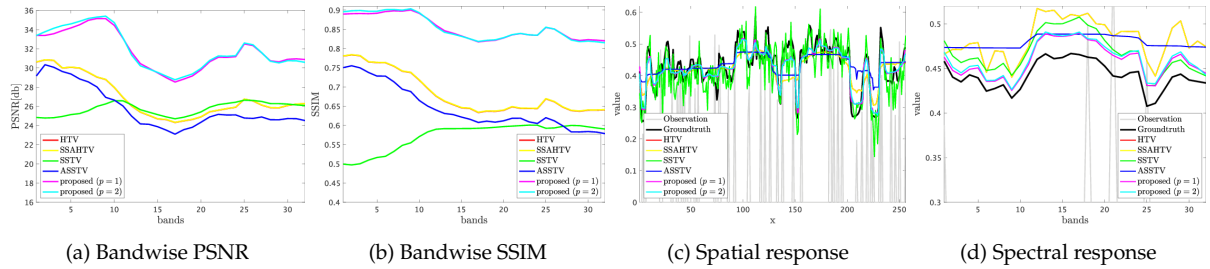 PSNR[db]
36
34
32
30
28
26
24
22
20
18
16
HTV
SSAHTV
SSTV
ASSTV
proposed (p = 1)
proposed (p = 2)
5 10 15 20 25 30
bands
(a) Bandwise PSNR
SSIM
0.9
0.85
0.8
0.75
0.7
0.65
0.6
0.55
0.5
0.45
0.4
HTV
SSAHTV
SSTV
ASSTV
proposed (p = 1)
proposed (p = 2)
5 10 15 20 25 30
bands
(b) Bandwise SSIM
value
0.6
0.5
0.4
0.3
0.2
0.1
0
Observation
Groundtruth
HTV
SSAHTV
SSTV
ASSTV
proposed (p = 1)
proposed (p = 2)
50 100 150 200 250
x
(c) Spatial response
value
0.5
0.45
0.4
0.35
0.3
Observation
Groundtruth
HTV
SSAHTV
SSTV
ASSTV
proposed (p = 1)
proposed (p = 2)
5 10 15 20 25 30
bands
(d) Spectral response